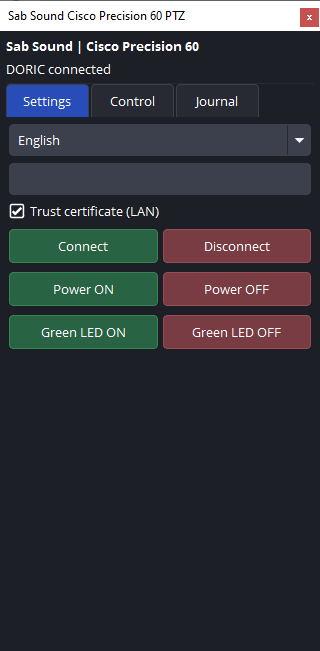 Sab Sound Cisco Precision 60 PTZ
x
Sab Sound | Cisco Precision 60
DORIC connected
Settings Control Journal
English
Trust certificate (LAN)
Connect Disconnect
Power ON Power OFF
Green LED ON Green LED OFF